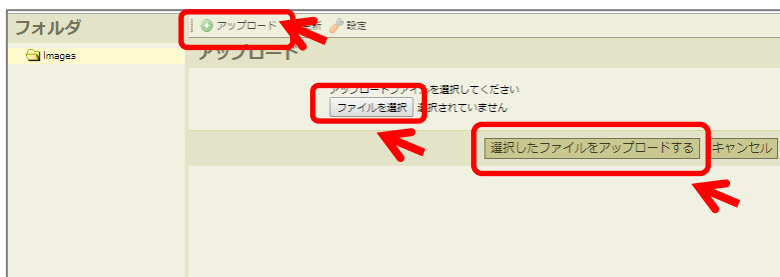 フォルダ
Images
アップロード 新 設定
アップロード
アップロードファイルを選択してください
ファイルを選択 選択されていません
選択したファイルをアップロードする キャンセル